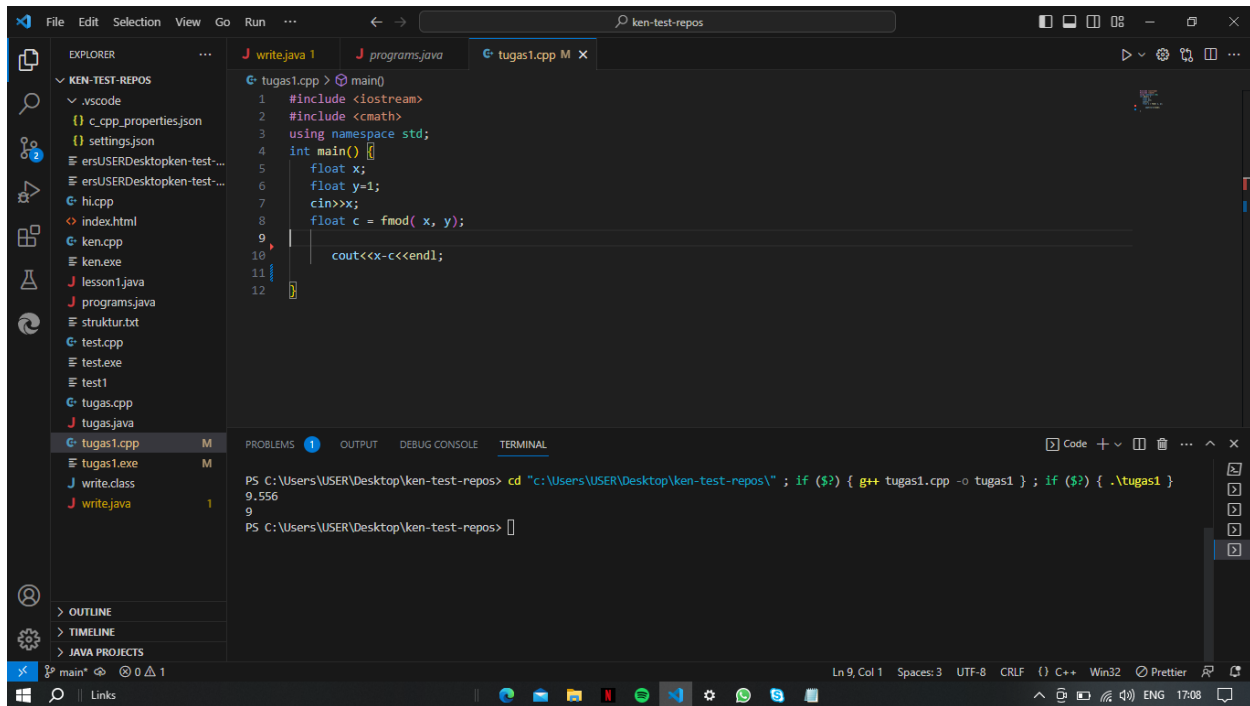 File Edit Selection View Go Run ··· ← → ken-test-repos
EXPLORER ···
KEN-TEST-REPOS
.vscode
{} c_cpp_properties.json
{} settings.json
ersUSERDesktopken-test-...
ersUSERDesktopken-test-...
hi.cpp
index.html
ken.cpp
ken.exe
lesson1.java
programs.java
struktur.txt
test.cpp
test.exe
test1
tugas.cpp
tugas.java
tugas1.cpp M
tugas1.exe M
write.class
write.java 1
OUTLINE
TIMELINE
JAVA PROJECTS
2
write.java 1 programs.java tugas1.cpp M
tugas1.cpp > main()
1 #include <iostream>
2 #include <cmath>
3 using namespace std;
4 int main() {
5 float x;
6 float y=1;
7 cin>>x;
8 float c = fmod( x, y);
9
10 cout<<x-c<<endl;
11
12 }
PROBLEMS 1 OUTPUT DEBUG CONSOLE TERMINAL Code
PS C:\Users\USER\Desktop\ken-test-repos> cd "c:\Users\USER\Desktop\ken-test-repos\" ; if ($?) { g++ tugas1.cpp -o tugas1 } ; if ($?) { .\tugas1 }
9.556
9
PS C:\Users\USER\Desktop\ken-test-repos>
main* 0 1 Ln 9, Col 1 Spaces: 3 UTF-8 CRLF {} C++ Win32 Prettier
Links ENG 17:08